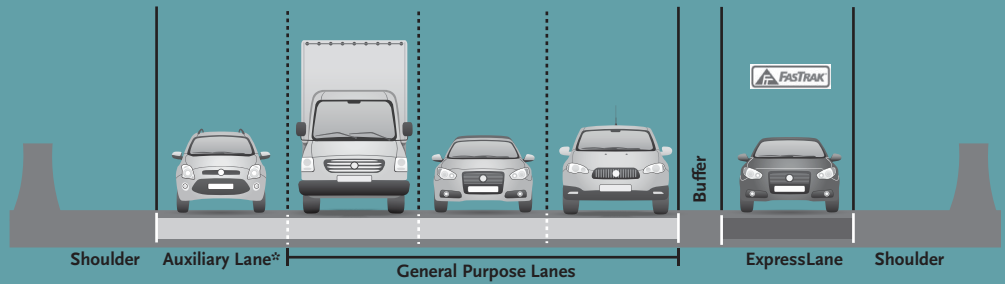 FASTRAK
Buffer
Shoulder
Auxiliary Lane*
General Purpose Lanes
ExpressLane
Shoulder